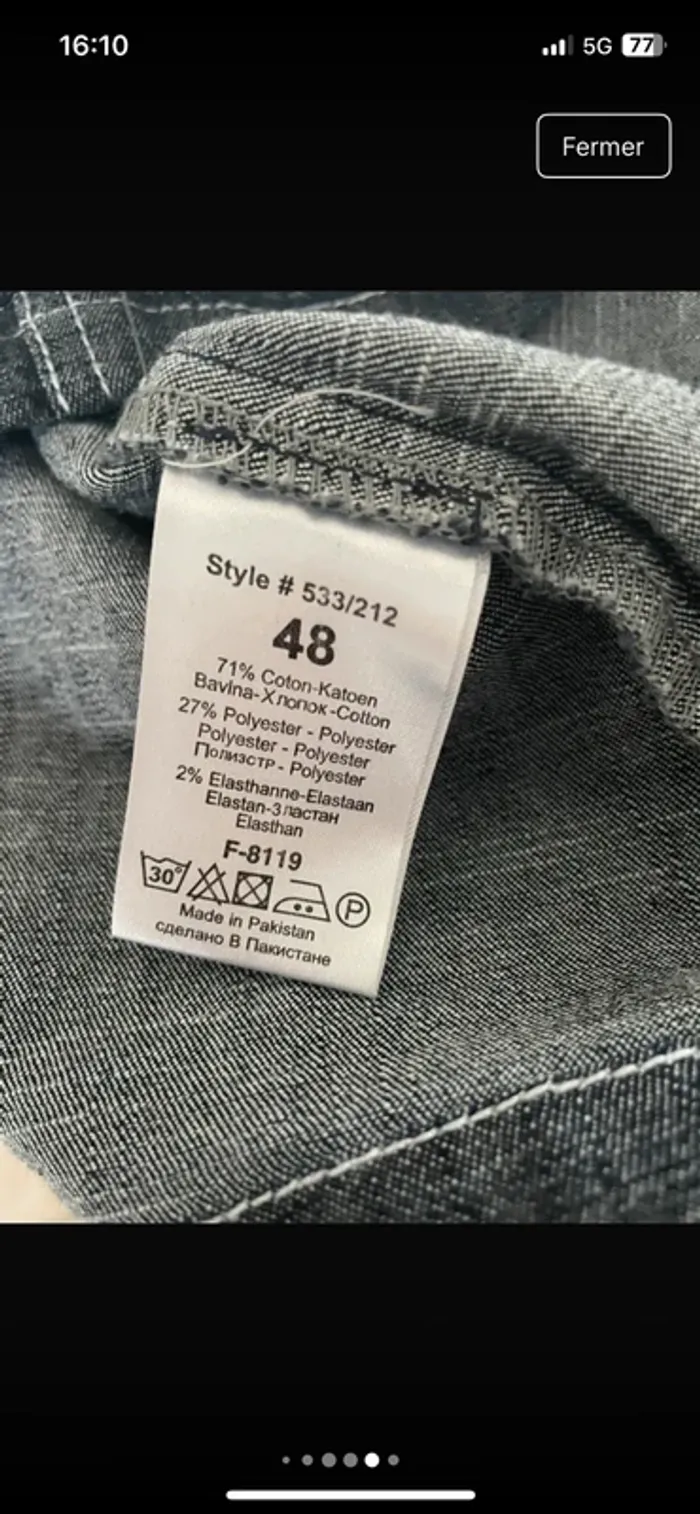 16:10
5G
77
Fermer
Style # 533/212
48
71% Coton-Katoen
Bavlna-Хлопок-Cotton
27% Polyester - Polyester
Polyester - Polyester
Полиэстр - Polyester
2% Elasthanne-Elastaan
Elastan-Эластан
Elasthan
F-8119
30°
P
Made in Pakistan
сделано В Пакистане